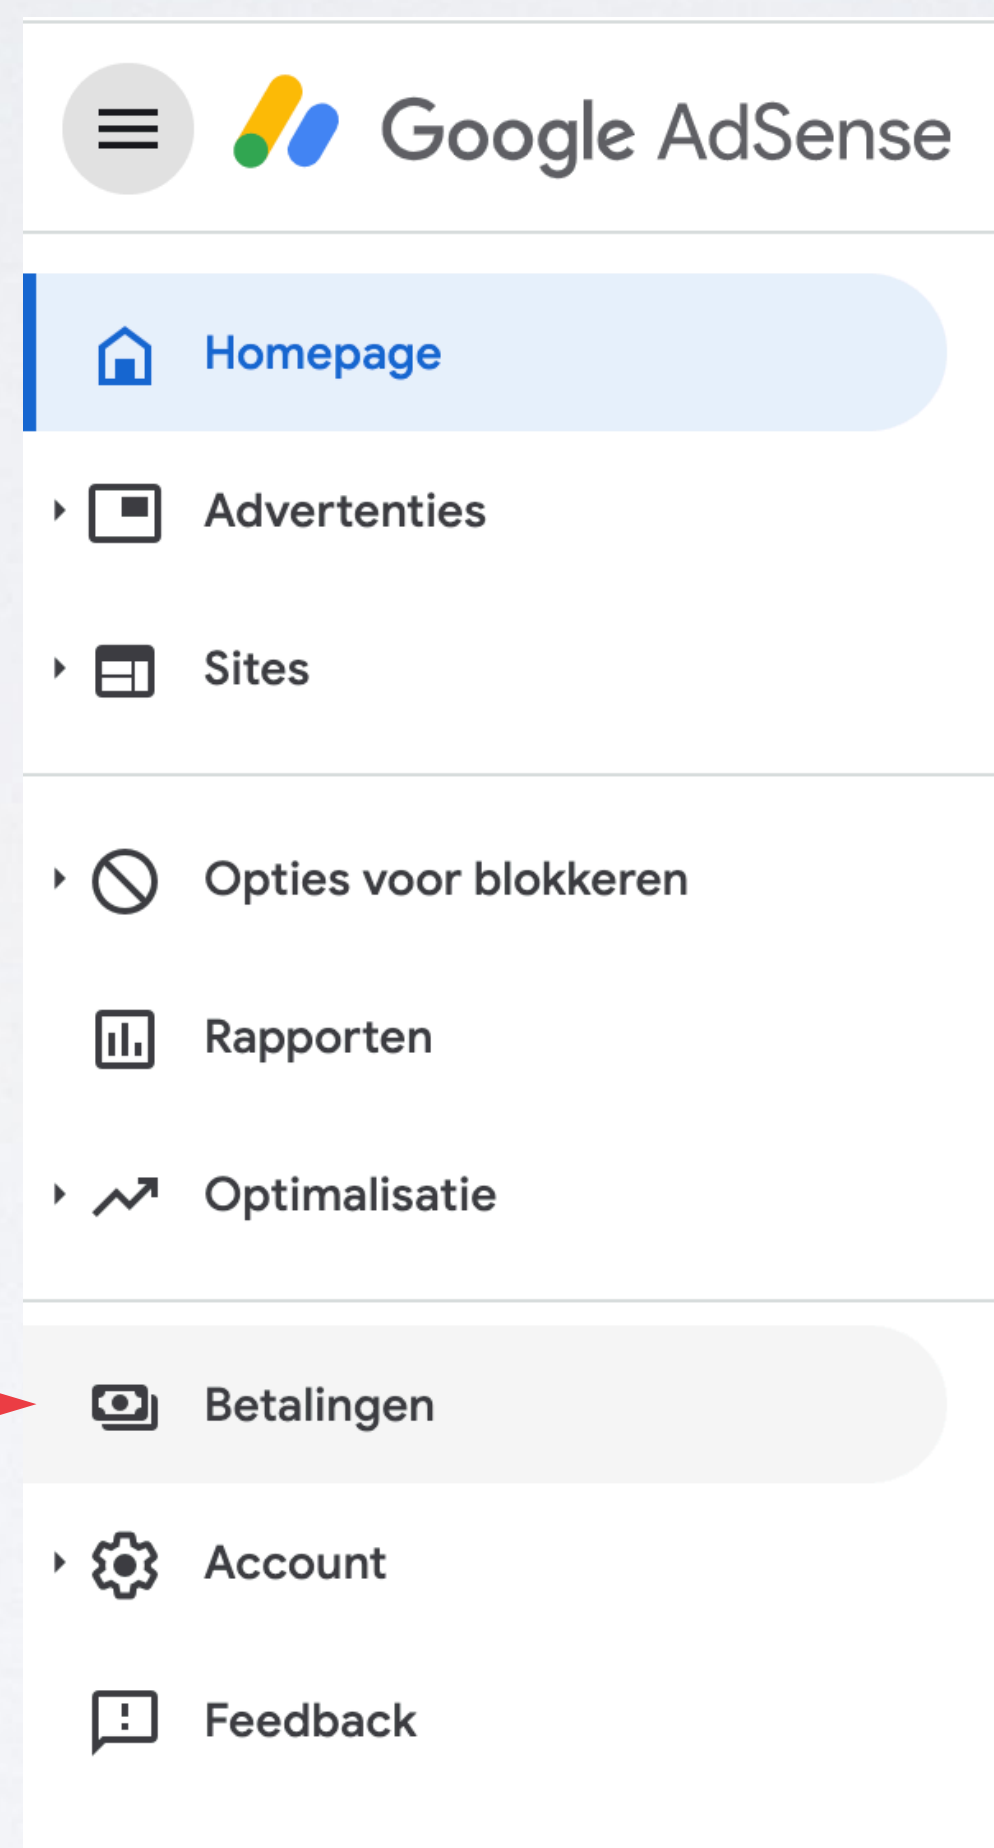 Google AdSense
Homepage
Advertenties
Sites
Opties voor blokkeren
Rapporten
Optimalisatie
Betalingen
Account
Feedback